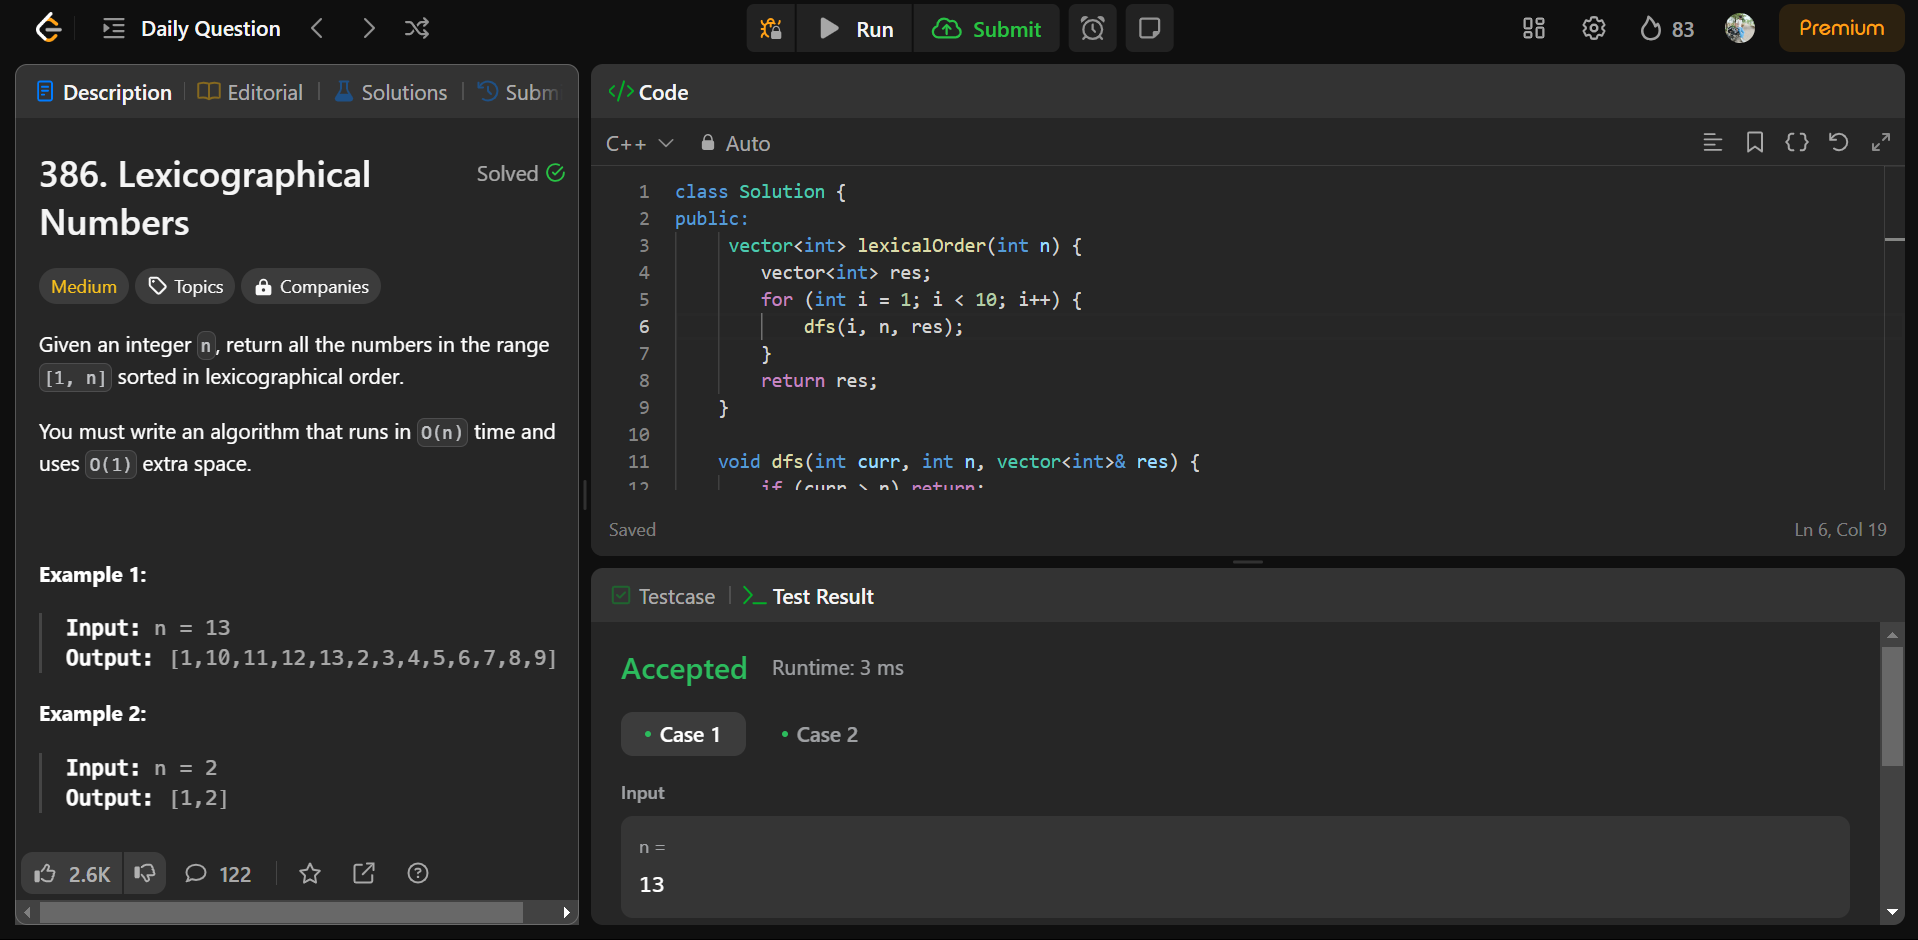 Daily Question
Run
Submit
83
Premium
Description
Editorial
Solutions
Subm
386. Lexicographical
Numbers
Solved
Medium
Topics
Companies
Given an integer n, return all the numbers in the range
[1, n] sorted in lexicographical order.
You must write an algorithm that runs in O(n) time and
uses O(1) extra space.
Example 1:
Input: n = 13
Output: [1,10,11,12,13,2,3,4,5,6,7,8,9]
Example 2:
Input: n = 2
Output: [1,2]
2.6K
122
</> Code
C++
Auto
1 class Solution {
2 public:
3 vector<int> lexicalOrder(int n) {
4 vector<int> res;
5 for (int i = 1; i < 10; i++) {
6 dfs(i, n, res);
7 }
8 return res;
9 }
10
11 void dfs(int curr, int n, vector<int>& res) {
12 if (curr > n) return;
Saved
Ln 6, Col 19
Testcase
Test Result
Accepted
Runtime: 3 ms
• Case 1
• Case 2
Input
n =
13